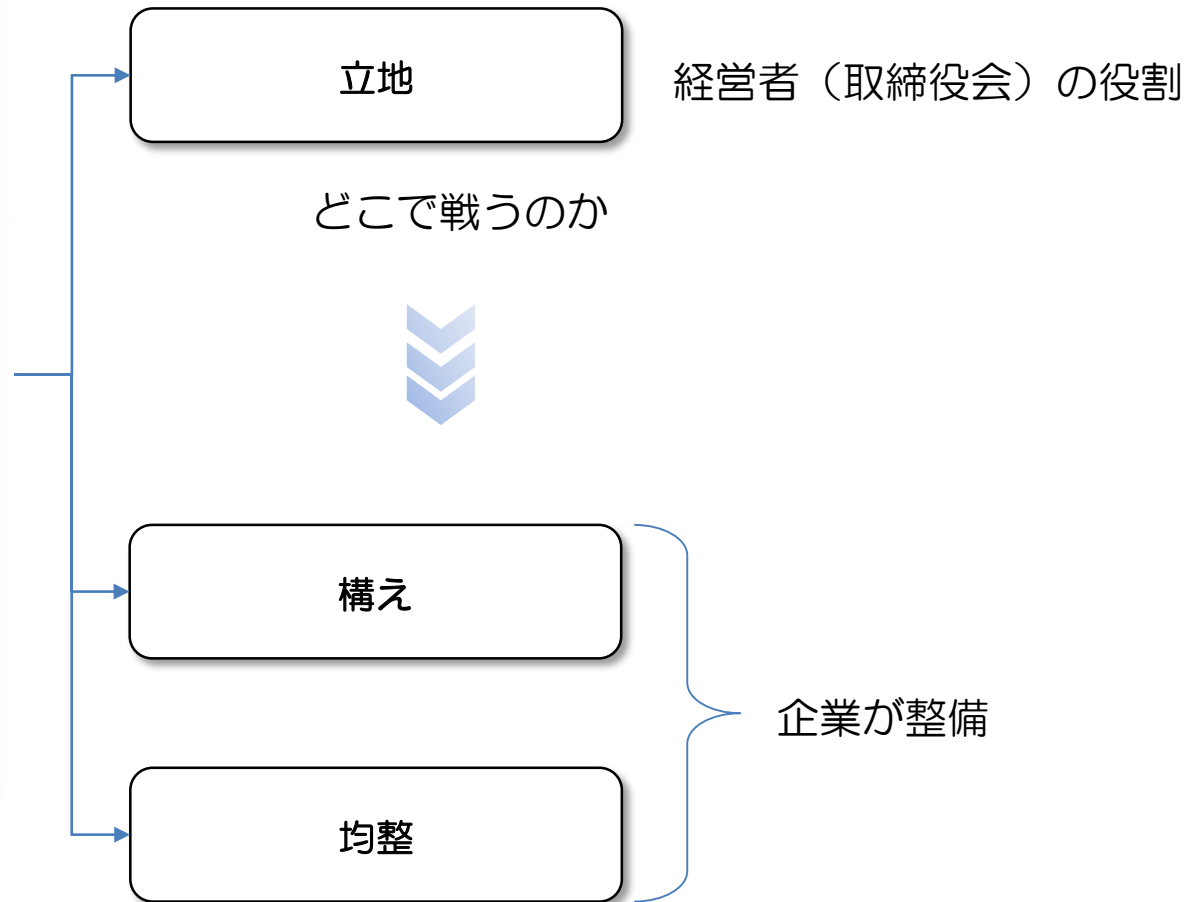 立地
経営者（取締役会）の役割
どこで戦うのか
構え
企業が整備
均整